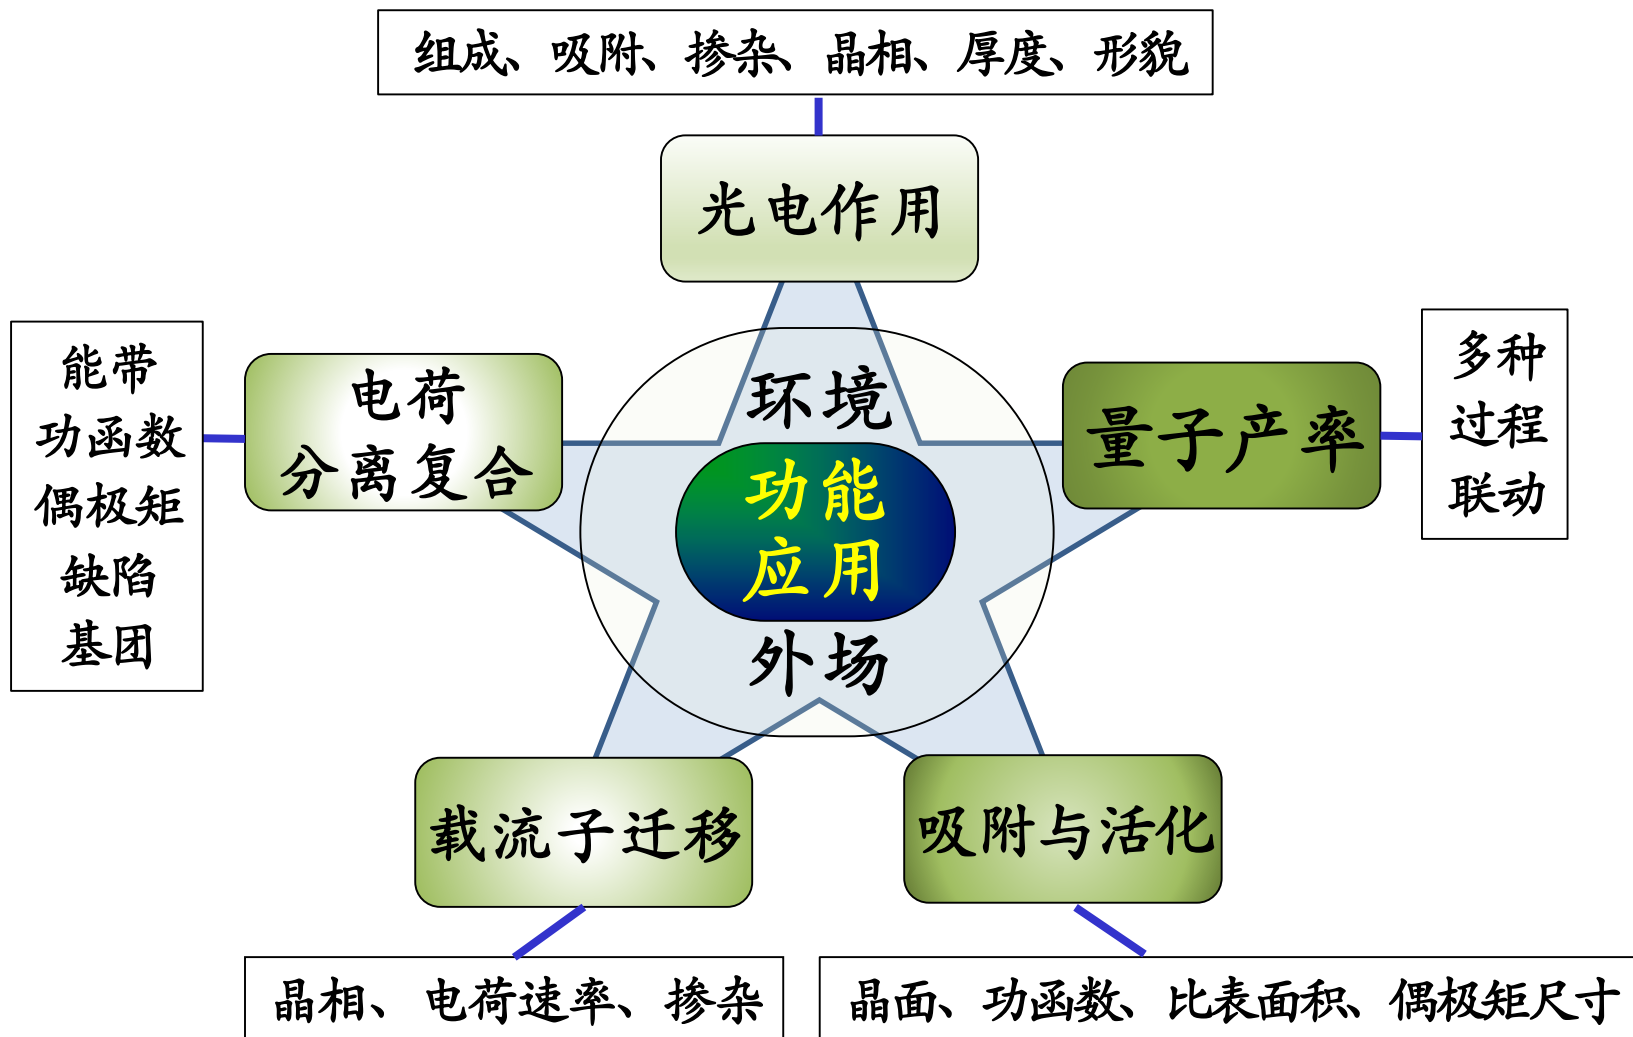 组成、吸附、掺杂、晶相、厚度、形貌
光电作用
能带
功函数
偶极矩
缺陷
基团
电荷
分离复合
环境
功能
应用
外场
量子产率
多种
过程
联动
载流子迁移
吸附与活化
晶相、电荷速率、掺杂
晶面、功函数、比表面积、偶极矩尺寸